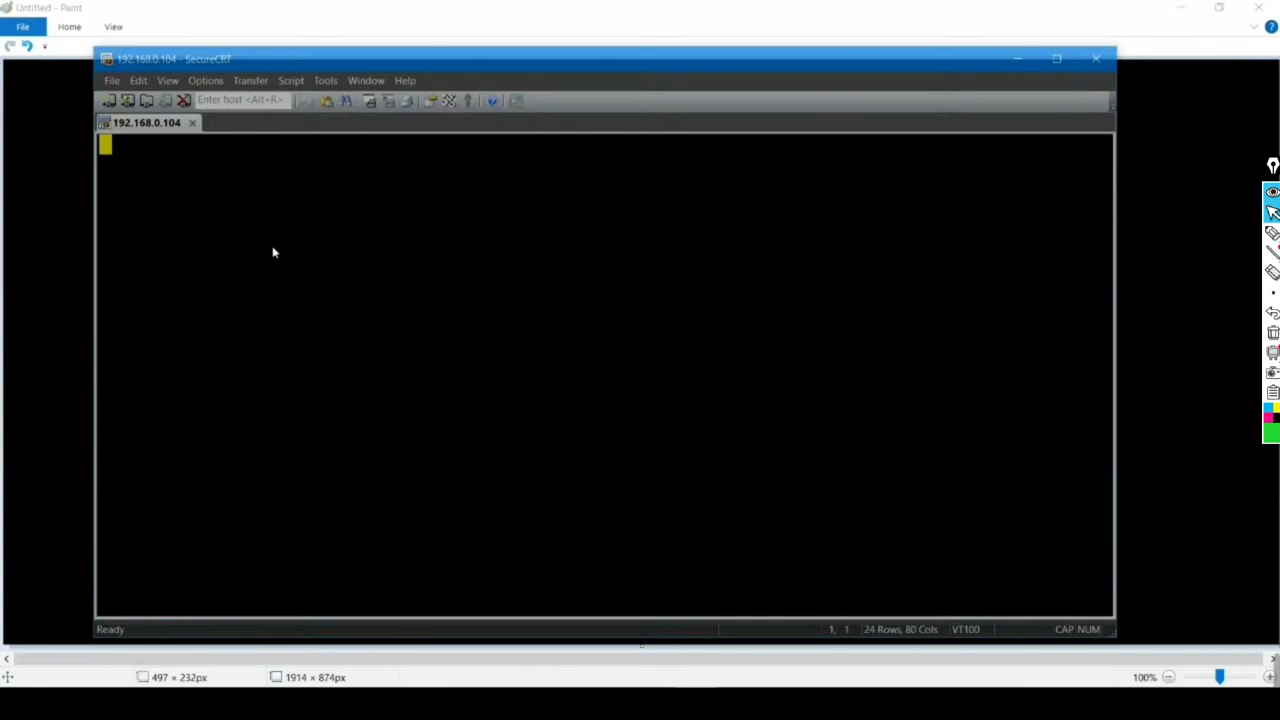 Untitled - Paint
File Home View
192.168.0.104 - SecureCRT
File Edit View Options Transfer Script Tools Window Help
Enter host <Alt+R>
192.168.0.104
Ready 1, 1 24 Rows, 80 Cols VT100 CAP NUM
497 × 232px 1914 × 874px 100%